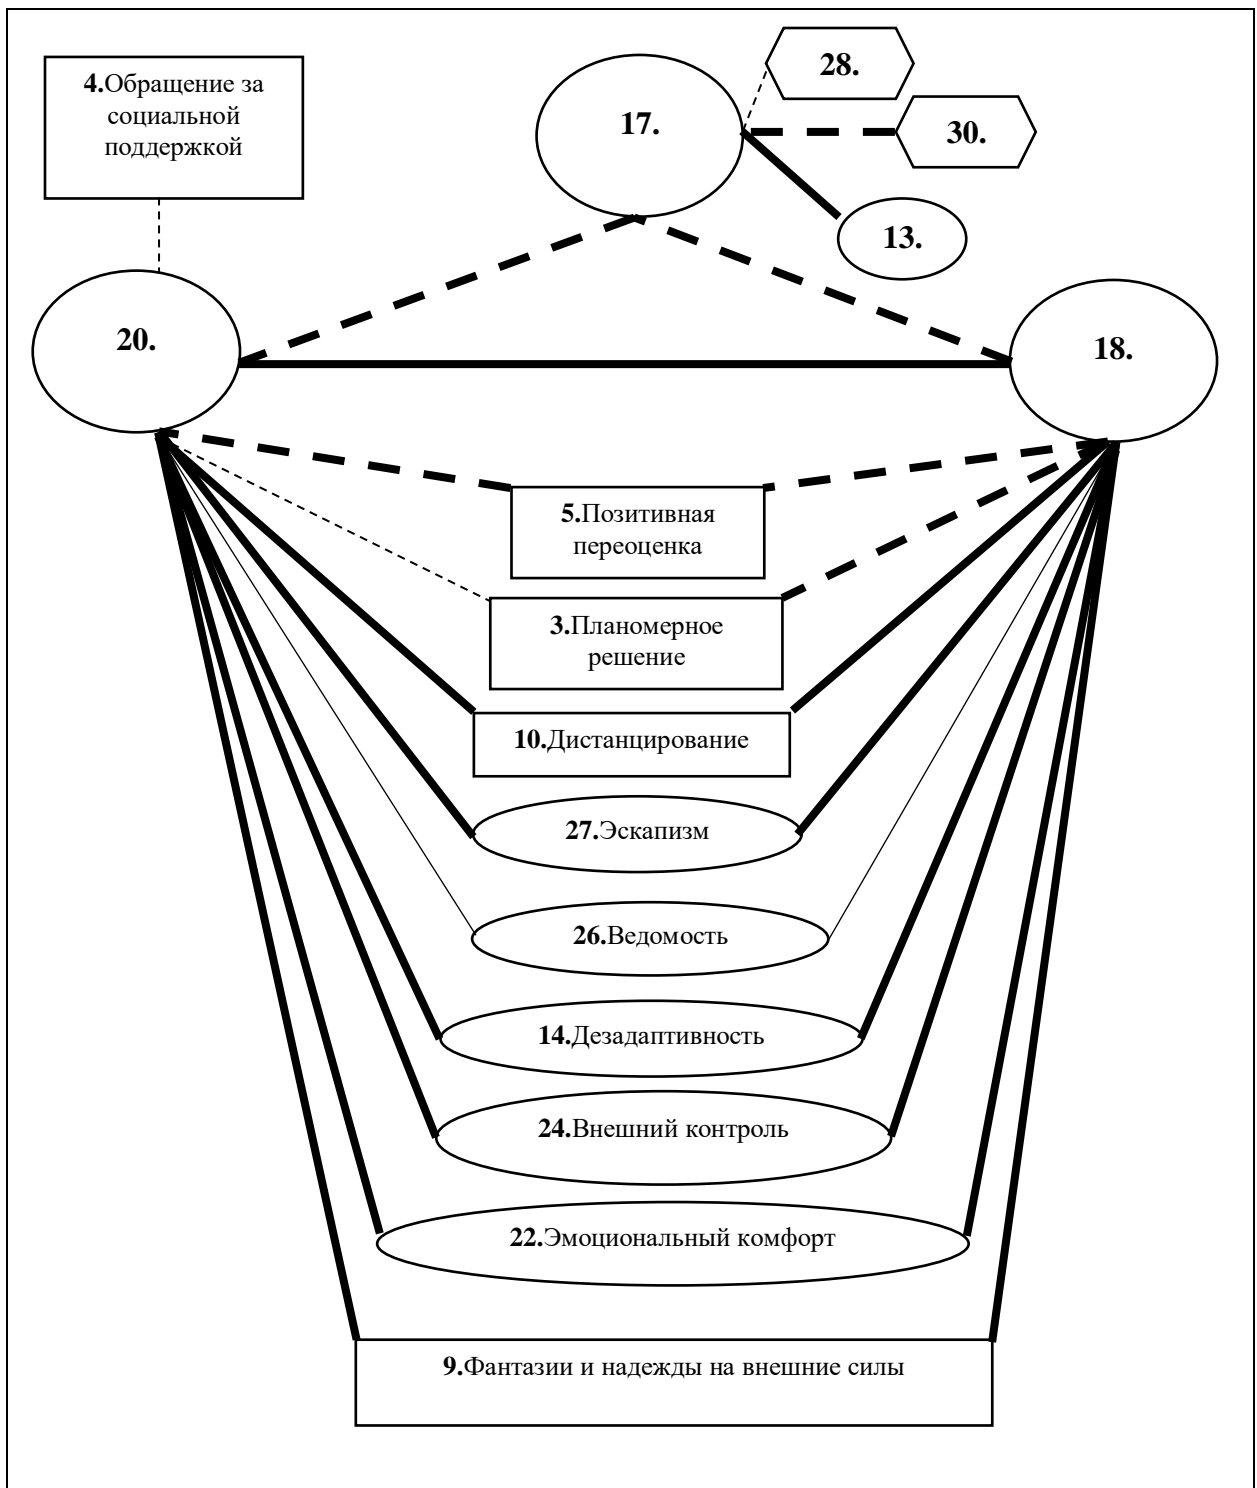 4.Обращение за
социальной
поддержкой
17.
28.
30.
13.
20.
18.
5.Позитивная
переоценка
3.Планомерное
решение
10.Дистанцирование
27.Эскапизм
26.Ведомость
14.Дезадаптивность
24.Внешний контроль
22.Эмоциональный комфорт
9.Фантазии и надежды на внешние силы